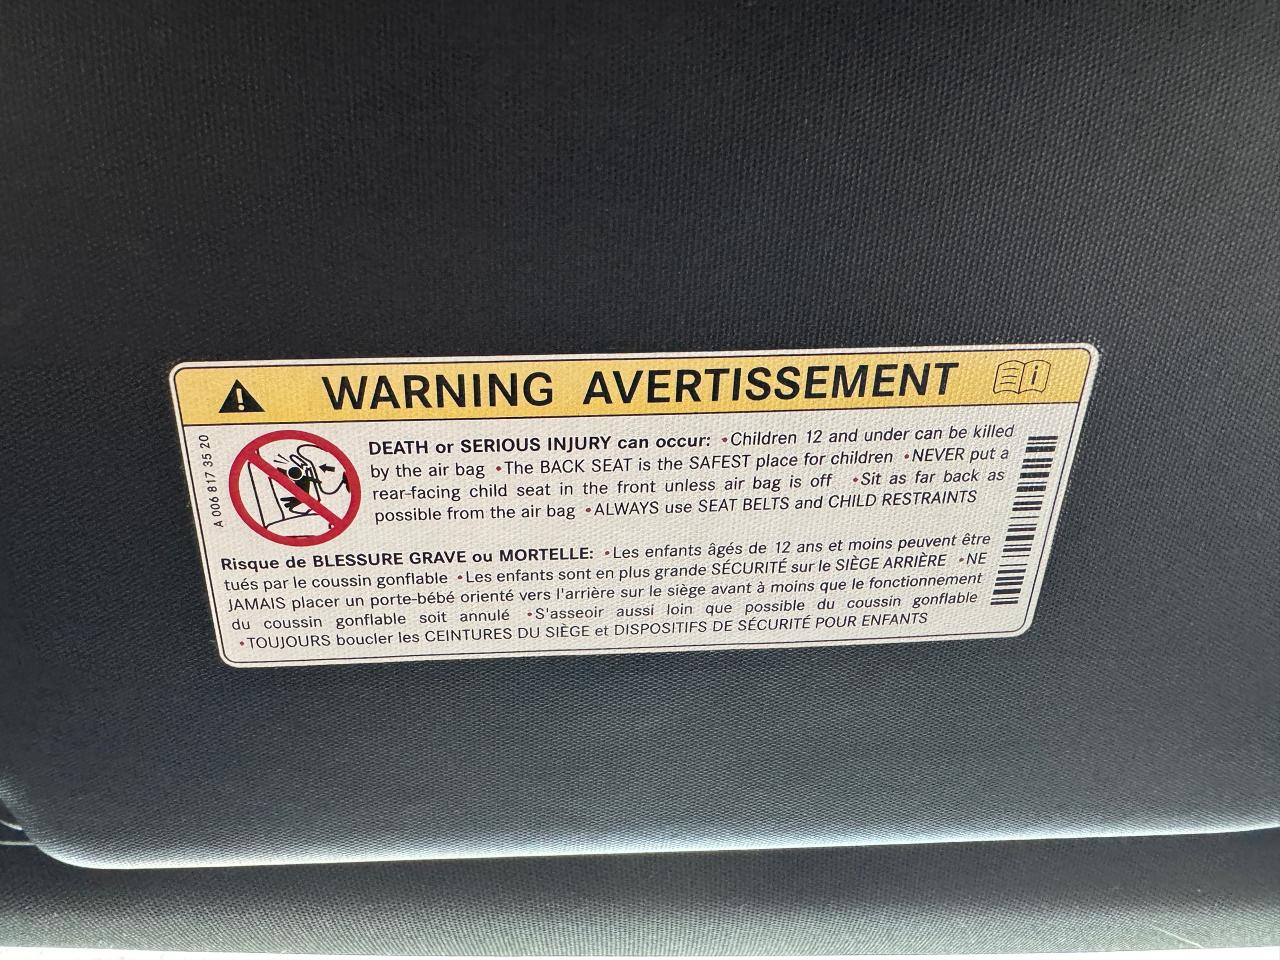 WARNING AVERTISSEMENT
A 006 817 35 20
DEATH or SERIOUS INJURY can occur: •Children 12 and under can be killed
by the air bag •The BACK SEAT is the SAFEST place for children •NEVER put a
rear-facing child seat in the front unless air bag is off •Sit as far back as
possible from the air bag •ALWAYS use SEAT BELTS and CHILD RESTRAINTS
Risque de BLESSURE GRAVE ou MORTELLE: •Les enfants âgés de 12 ans et moins peuvent être
tués par le coussin gonflable •Les enfants sont en plus grande SÉCURITÉ sur le SIÈGE ARRIÈRE •NE
JAMAIS placer un porte-bébé orienté vers l'arrière sur le siège avant à moins que le fonctionnement
du coussin gonflable soit annulé •S'asseoir aussi loin que possible du coussin gonflable
•TOUJOURS boucler les CEINTURES DU SIÈGE et DISPOSITIFS DE SÉCURITÉ POUR ENFANTS